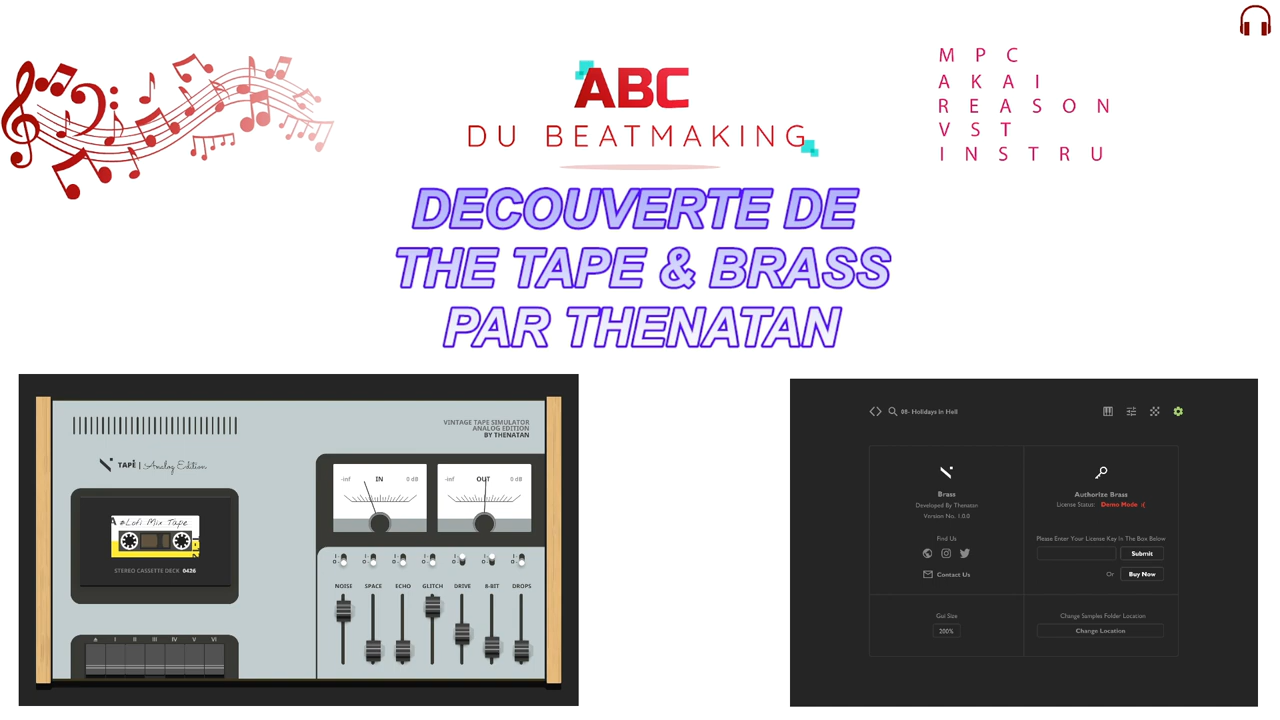 ABC
DU BEATMAKING
M P C
A K A I
R E A S O N
V S T
I N S T R U
DECOUVERTE DE
THE TAPE & BRASS
PAR THENATAN
VINTAGE TAPE SIMULATOR
ANALOG EDITION
BY THENATAN
TAPE | Analog Edition
A #Lofi Mix Tape
STEREO CASSETTE DECK 0426
-inf IN 0 dB
-inf OUT 0 dB
NOISE SPACE ECHO GLITCH DRIVE 8-BIT DROPS
I II III IV V VI
08- Holidays In Hell
Brass
Developed By Thenatan
Version No. 1.0.0
Find Us
Contact Us
Authorize Brass
License Status: Demo Mode :(
Please Enter Your License Key In The Box Below
Submit
Or Buy Now
Gui Size
200%
Change Samples Folder Location
Change Location